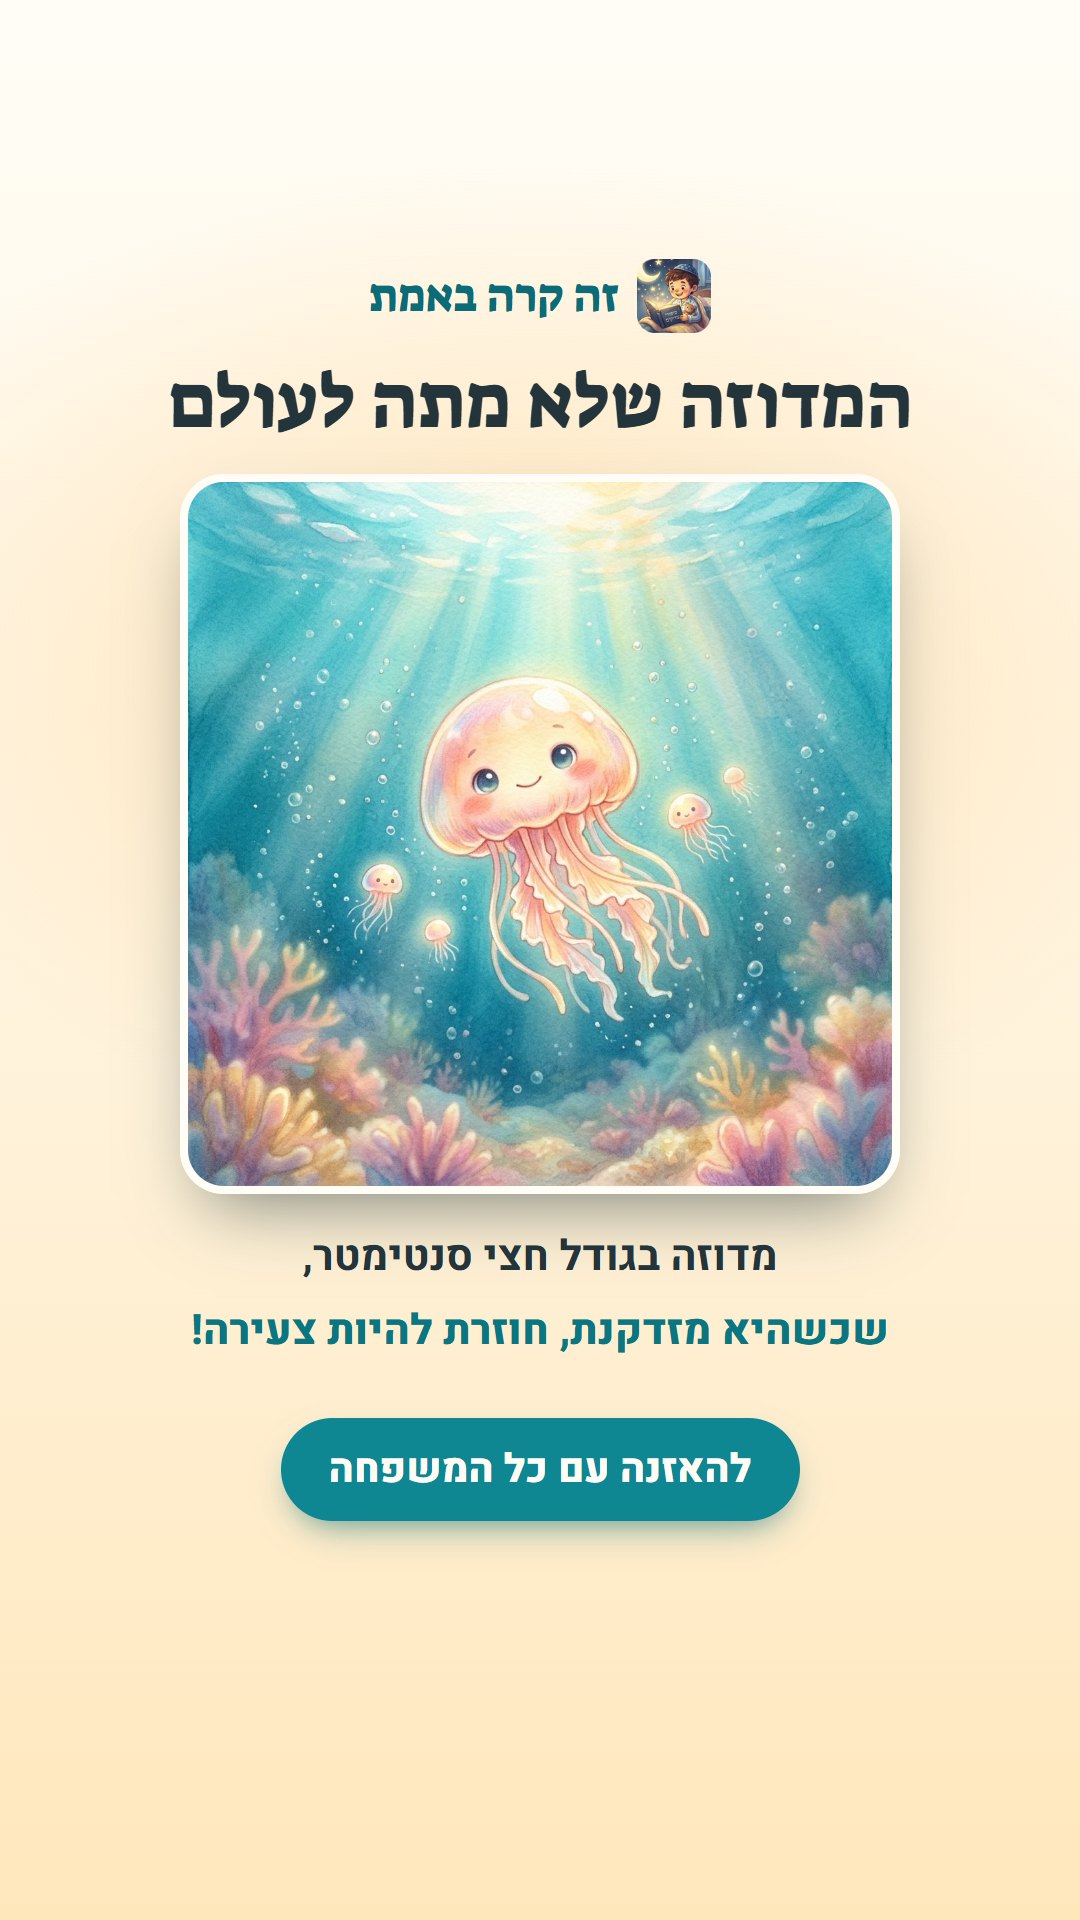 זה קרה באמת
המדוזה שלא מתה לעולם
מדוזה בגודל חצי סנטימטר,
שכשהיא מזדקנת, חוזרת להיות צעירה!
להאזנה עם כל המשפחה